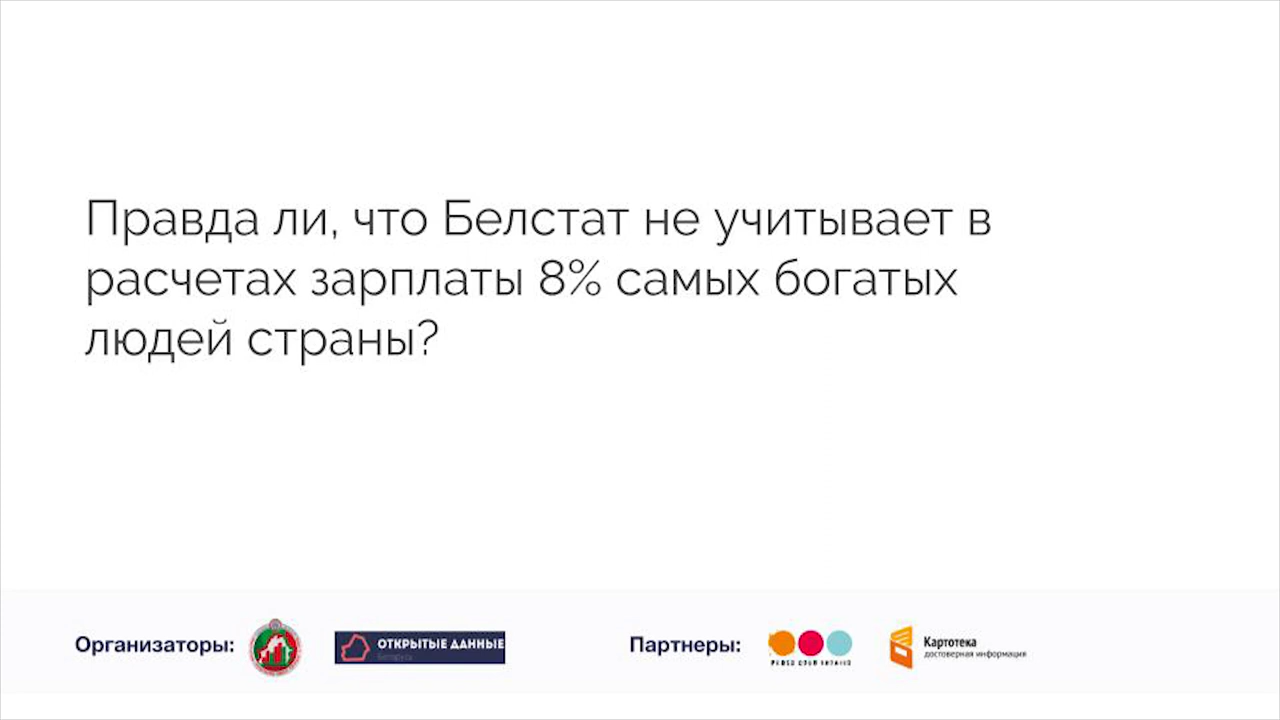 Правда ли, что Белстат не учитывает в
расчетах зарплаты 8% самых богатых
людей страны?
Организаторы:
ОТКРЫТЫЕ ДАННЫЕ
Партнеры:
Картотека
достоверная информация